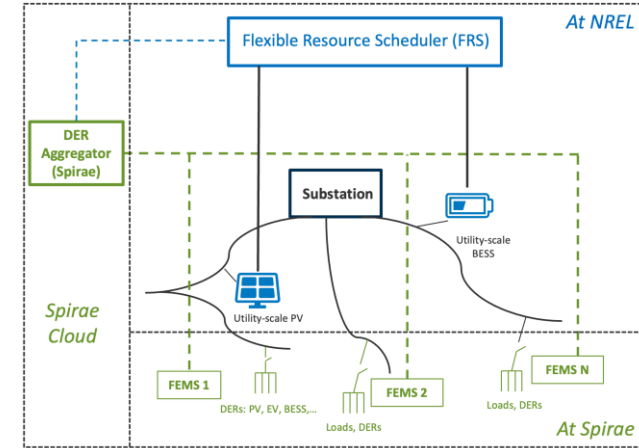 At NREL
Flexible Resource Scheduler (FRS)
DER
Aggregator
(Spirae)
Substation
Utility-scale
BESS
Utility-scale PV
Spirae
Cloud
FEMS 1
DERs: PV, EV, BESS,...
Loads, DERs
FEMS 2
Loads, DERs
FEMS N
At Spirae